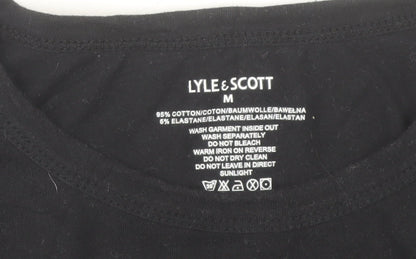 LYLE & SCOTT
M
95% COTTON/COTON/BAUMWOLLE/BAWEŁNA
5% ELASTANE/ELASTANE/ELASAN/ELASTAN
WASH GARMENT INSIDE OUT
WASH SEPARATELY
DO NOT BLEACH
WARM IRON ON REVERSE
DO NOT DRY CLEAN
DO NOT LEAVE IN DIRECT
SUNLIGHT